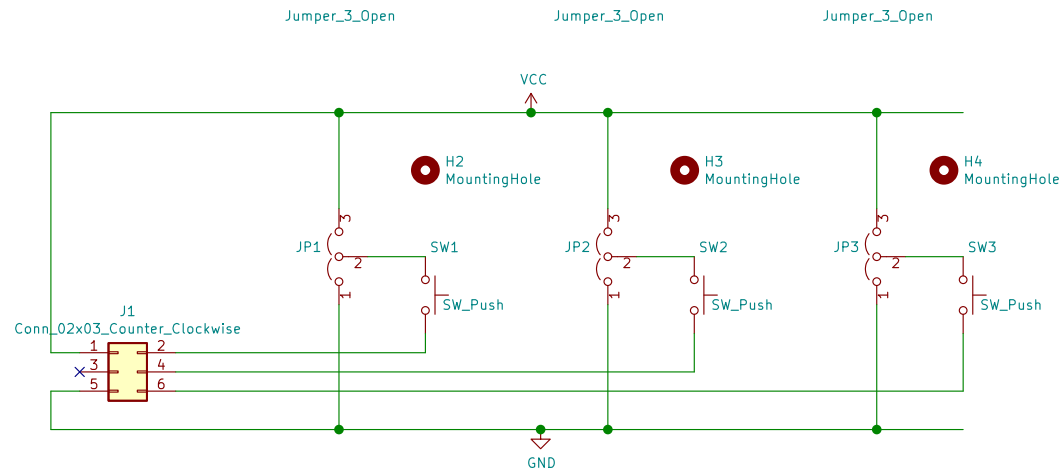 Jumper_3_Open Jumper_3_Open Jumper_3_Open
VCC
H2 H3 H4
MountingHole MountingHole MountingHole
3 3 3
JP1 SW1 JP2 SW2 JP3 SW3
2 2 2
1 1 1
SW_Push SW_Push SW_Push
J1
Conn_02x03_Counter_Clockwise
1 2
3 4
5 6
GND